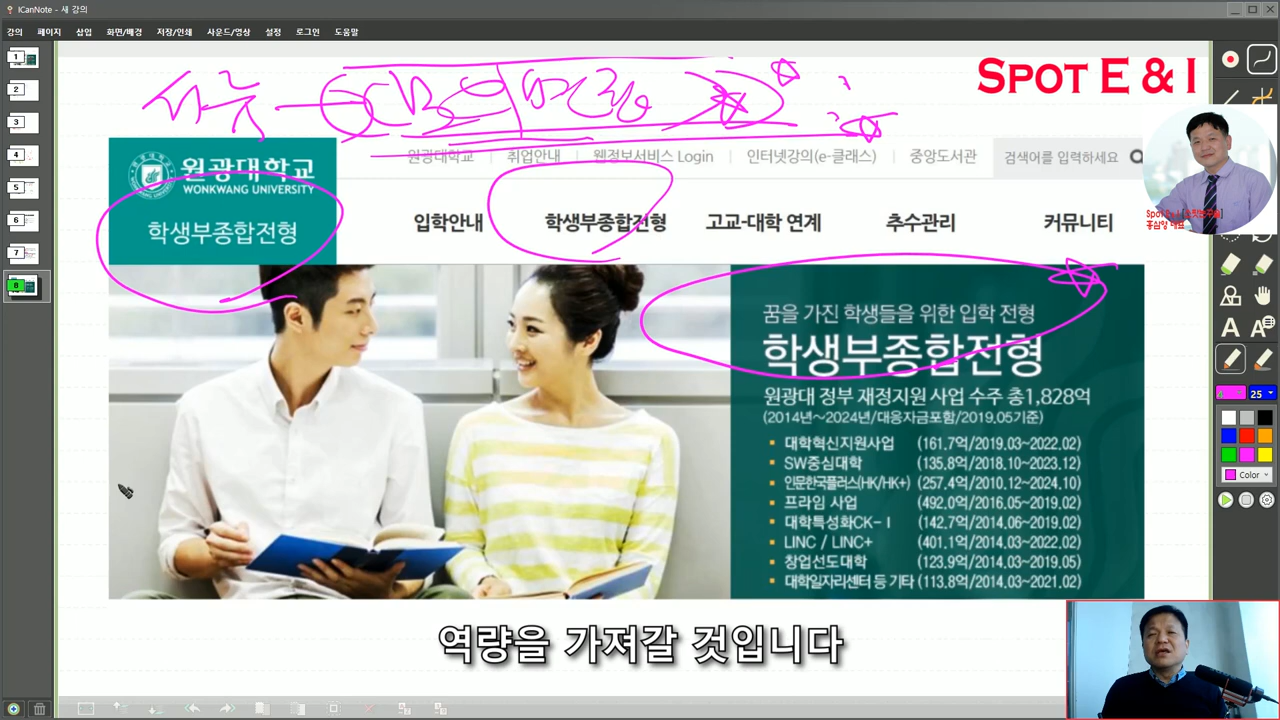 ICanNote - 새 강의
강의 페이지 삽입 화면/배경 저장/인쇄 사운드/영상 설정 로그인 도움말
1
2
3
4
5
6
7
8
SPOT E & I
원광대학교
WONKWANG UNIVERSITY
학생부종합전형
원광대학교 | 취업안내 | 웹정보서비스 Login | 인터넷강의(e-클래스) | 중앙도서관
검색어를 입력하세요
입학안내 학생부종합전형 고교-대학 연계 추수관리 커뮤니티
홍삼영 대표
꿈을 가진 학생들을 위한 입학 전형
학생부종합전형
원광대 정부 재정지원 사업 수주 총1,828억
(2014년~2024년/대응자금포함/2019.05기준)
대학혁신지원사업 (161.7억/2019.03~2022.02)
SW중심대학 (135.8억/2018.10~2023.12)
인문한국플러스(HK/HK+) (257.4억/2010.12~2024.10)
프라임 사업 (492.0억/2016.05~2019.02)
대학특성화CK-Ⅰ (142.7억/2014.06~2019.02)
LINC / LINC+ (401.1억/2014.03~2022.02)
창업선도대학 (123.9억/2014.03~2019.05)
대학일자리센터 등 기타 (113.8억/2014.03~2021.02)
25
Color
역량을 가져갈 것입니다